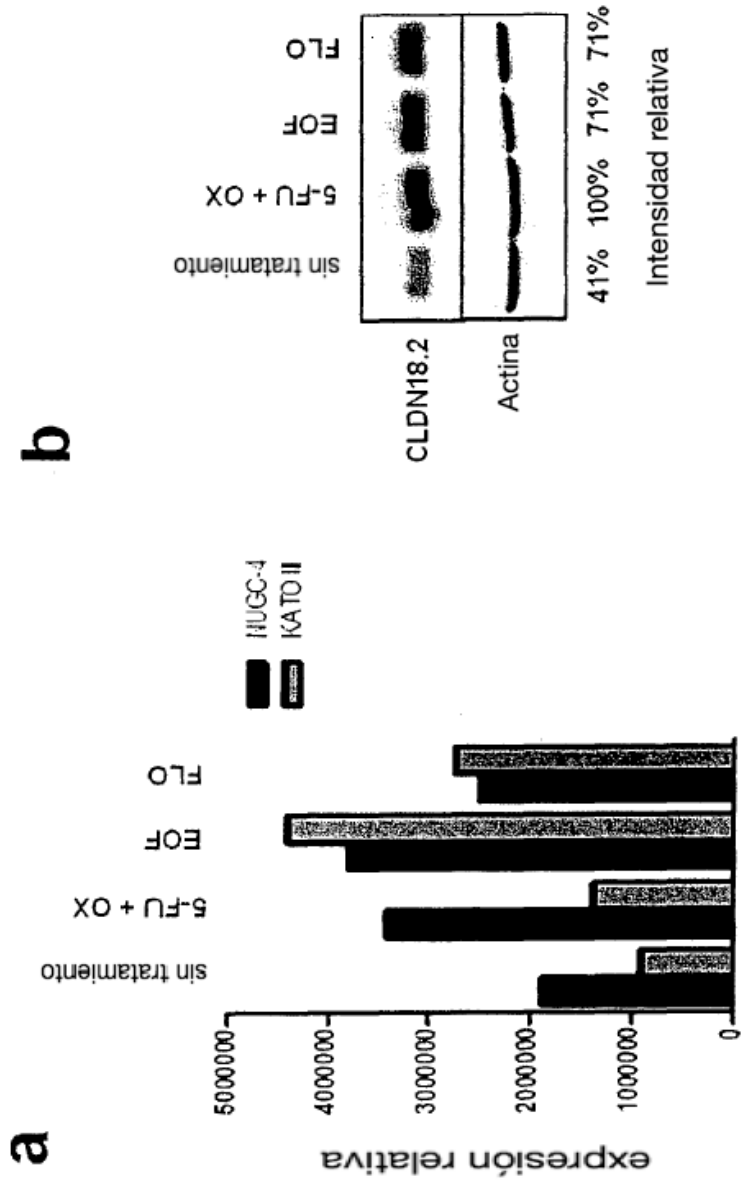 a
expresión relativa
5000000
4000000
3000000
2000000
1000000
0
sin tratamiento
5-FU + OX
EOF
FLO
NUGC-4
KATO II
b
sin tratamiento
5-FU + OX
EOF
FLO
CLDN18.2
Actina
41% 100% 71% 71%
Intensidad relativa